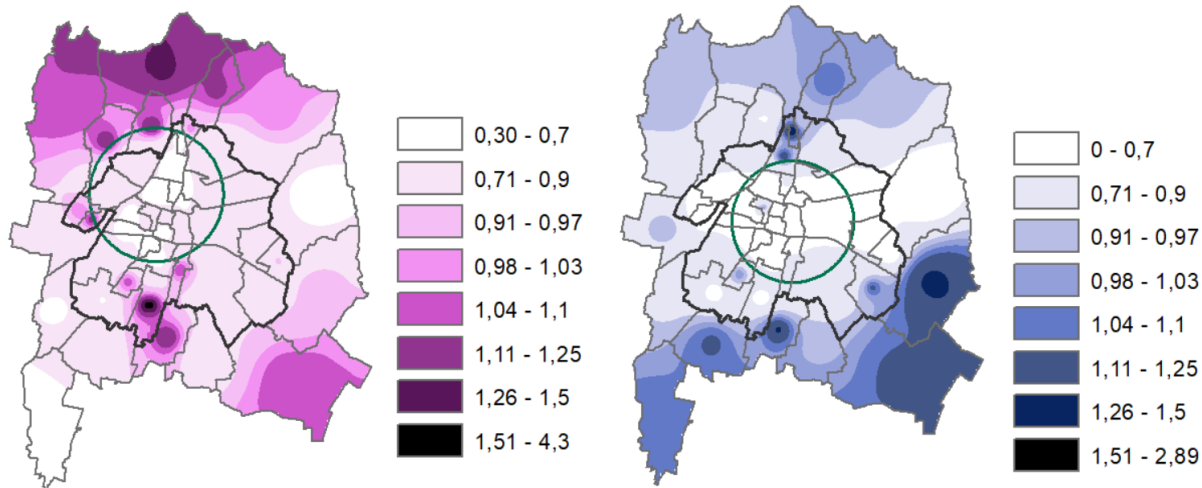 0,30 - 0,7
0,71 - 0,9
0,91 - 0,97
0,98 - 1,03
1,04 - 1,1
1,11 - 1,25
1,26 - 1,5
1,51 - 4,3
0 - 0,7
0,71 - 0,9
0,91 - 0,97
0,98 - 1,03
1,04 - 1,1
1,11 - 1,25
1,26 - 1,5
1,51 - 2,89